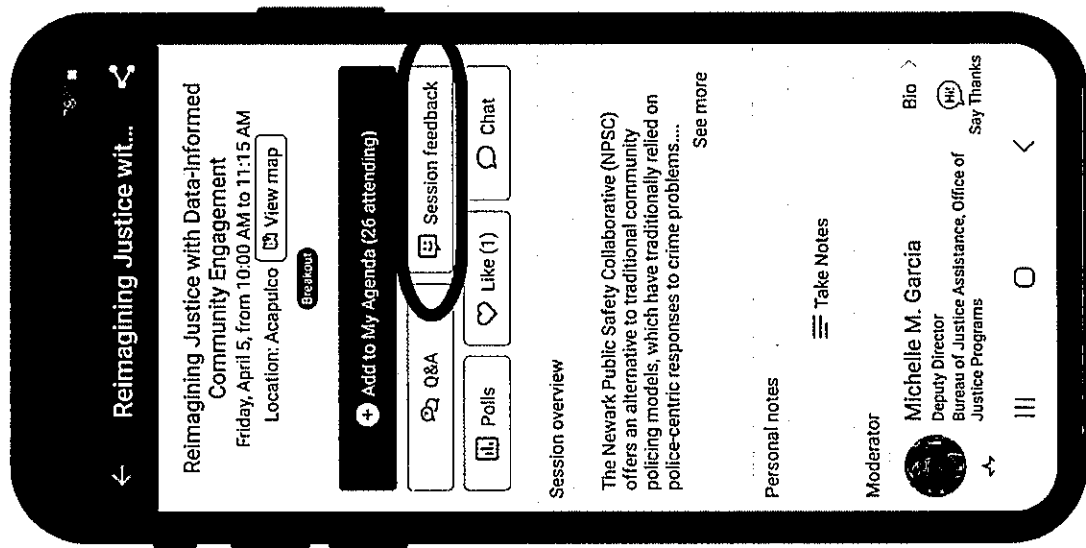 Reimagining Justice wit...
Reimagining Justice with Data-Informed
Community Engagement
Friday, April 5, from 10:00 AM to 11:15 AM
Location: Acapulco View map
Breakout
Add to My Agenda (26 attending)
Q&A Session feedback
Polls Like (1) Chat
Session overview
The Newark Public Safety Collaborative (NPSC)
offers an alternative to traditional community
policing models, which have traditionally relied on
police-centric responses to crime problems....
See more
Personal notes
Take Notes
Moderator
Michelle M. Garcia
Deputy Director
Bureau of Justice Assistance, Office of
Justice Programs
Bio
Hi!
Say Thanks